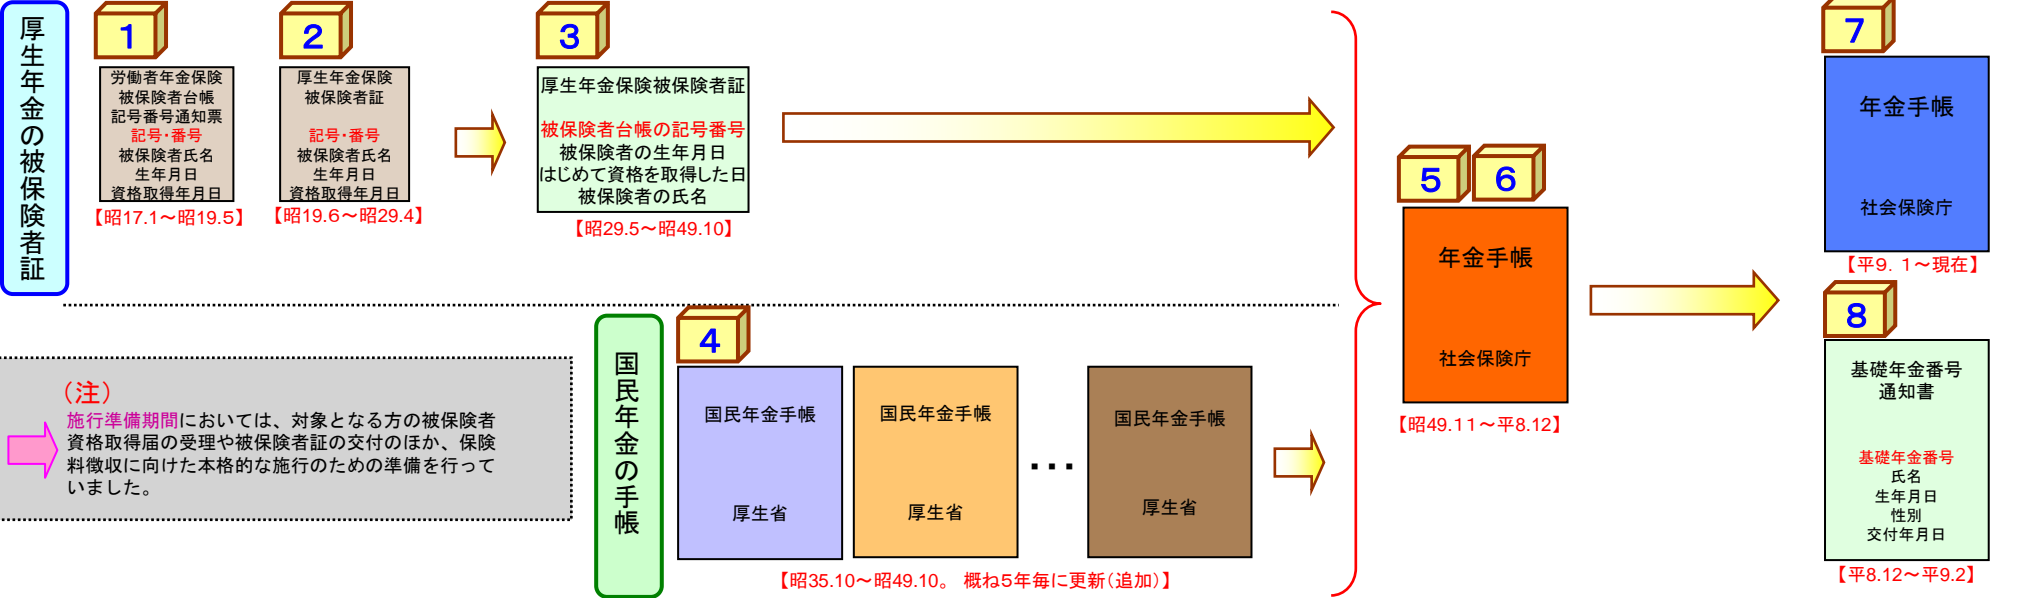 厚生年金の被保険者証
1
労働者年金保険
被保険者台帳
記号番号通知票
記号・番号
被保険者氏名
生年月日
資格取得年月日
【昭17.1～昭19.5】
2
厚生年金保険
被保険者証
記号・番号
被保険者氏名
生年月日
資格取得年月日
【昭19.6～昭29.4】
3
厚生年金保険被保険者証
被保険者台帳の記号番号
被保険者の生年月日
はじめて資格を取得した日
被保険者の氏名
【昭29.5～昭49.10】
（注）
施行準備期間においては、対象となる方の被保険者
資格取得届の受理や被保険者証の交付のほか、保険
料徴収に向けた本格的な施行のための準備を行って
いました。
国民年金の手帳
4
国民年金手帳
厚生省
国民年金手帳
厚生省
・・・
国民年金手帳
厚生省
【昭35.10～昭49.10。 概ね5年毎に更新（追加）】
5
6
年金手帳
社会保険庁
【昭49.11～平8.12】
7
年金手帳
社会保険庁
【平9．1～現在】
8
基礎年金番号
通知書
基礎年金番号
氏名
生年月日
性別
交付年月日
【平8.12～平9.2】